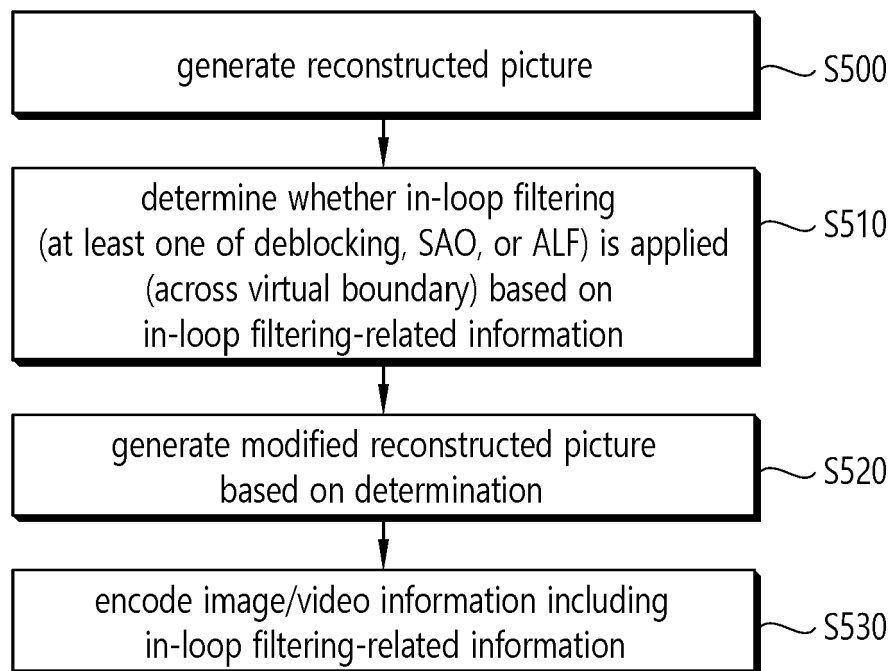 generate reconstructed picture
S500
determine whether in-loop filtering
(at least one of deblocking, SAO, or ALF) is applied
(across virtual boundary) based on
in-loop filtering-related information
S510
generate modified reconstructed picture
based on determination
S520
encode image/video information including
in-loop filtering-related information
S530